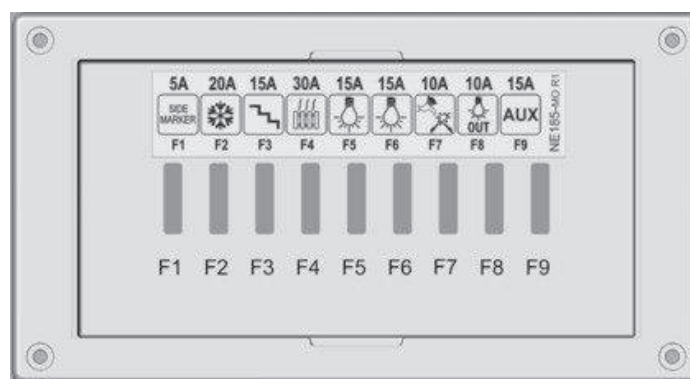 5A 20A 15A 30A 15A 15A 10A 10A 15A
SIDE
MARKER
OUT
AUX
F1 F2 F3 F4 F5 F6 F7 F8 F9
NE185-MO R1
F1 F2 F3 F4 F5 F6 F7 F8 F9